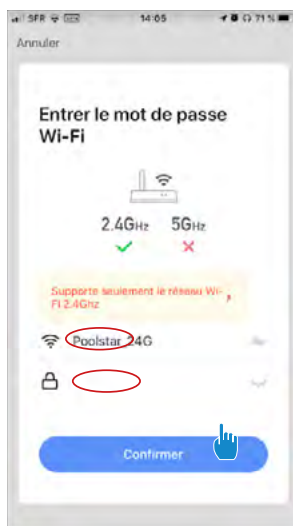 SFR 14:05 71 %
Annuler
Entrer le mot de passe
Wi-Fi
2.4GHz 5GHz
Supporte seulement le réseau Wi-
Fi 2.4Ghz
Poolstar 24G
Confirmer